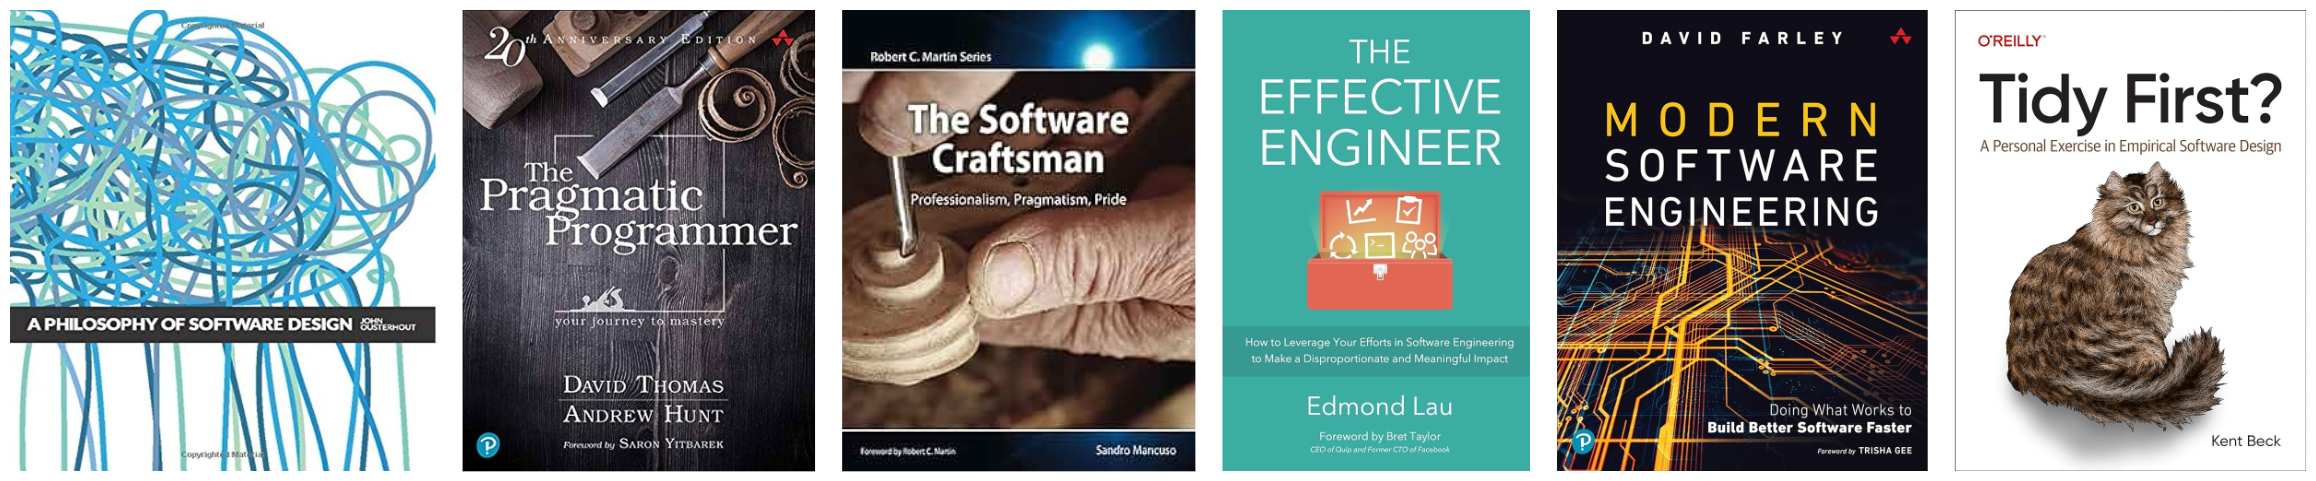 Copyrighted Material
A PHILOSOPHY OF SOFTWARE DESIGN JOHN OUSTERHOUT
Copyrighted Material
20th ANNIVERSARY EDITION
The
Pragmatic
Programmer
your journey to mastery
DAVID THOMAS
ANDREW HUNT
Foreword by SARON YITBAREK
P
Robert C. Martin Series
The Software
Craftsman
Professionalism, Pragmatism, Pride
Foreword by Robert C. Martin
Sandro Mancuso
THE
EFFECTIVE
ENGINEER
How to Leverage Your Efforts in Software Engineering
to Make a Disproportionate and Meaningful Impact
Edmond Lau
Foreword by Bret Taylor
CEO of Quip and Former CTO of Facebook
DAVID FARLEY
MODERN
SOFTWARE
ENGINEERING
Doing What Works to
Build Better Software Faster
Foreword by TRISHA GEE
P
O'REILLY®
Tidy First?
A Personal Exercise in Empirical Software Design
Kent Beck